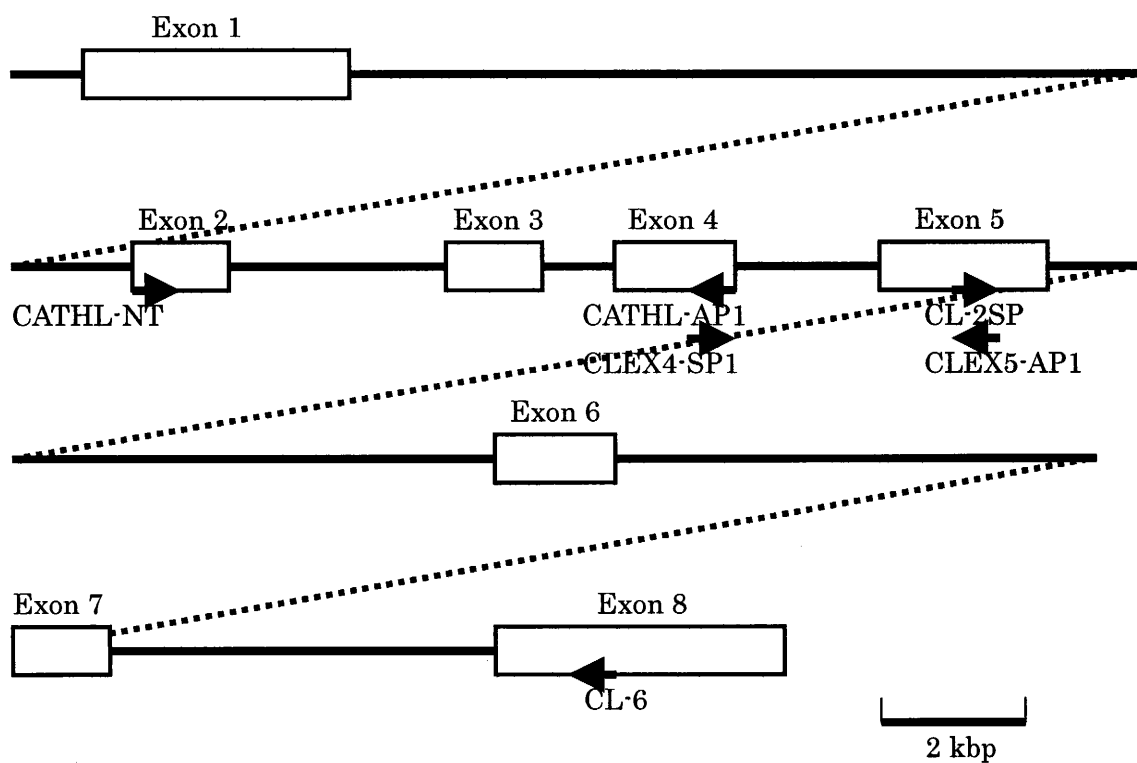 Exon 1
Exon 2
Exon 3
Exon 4
Exon 5
CATHL-NT
CATHL-AP1
CL-2SP
CLEX4-SP1
CLEX5-AP1
Exon 6
Exon 7
Exon 8
CL-6
2 kbp